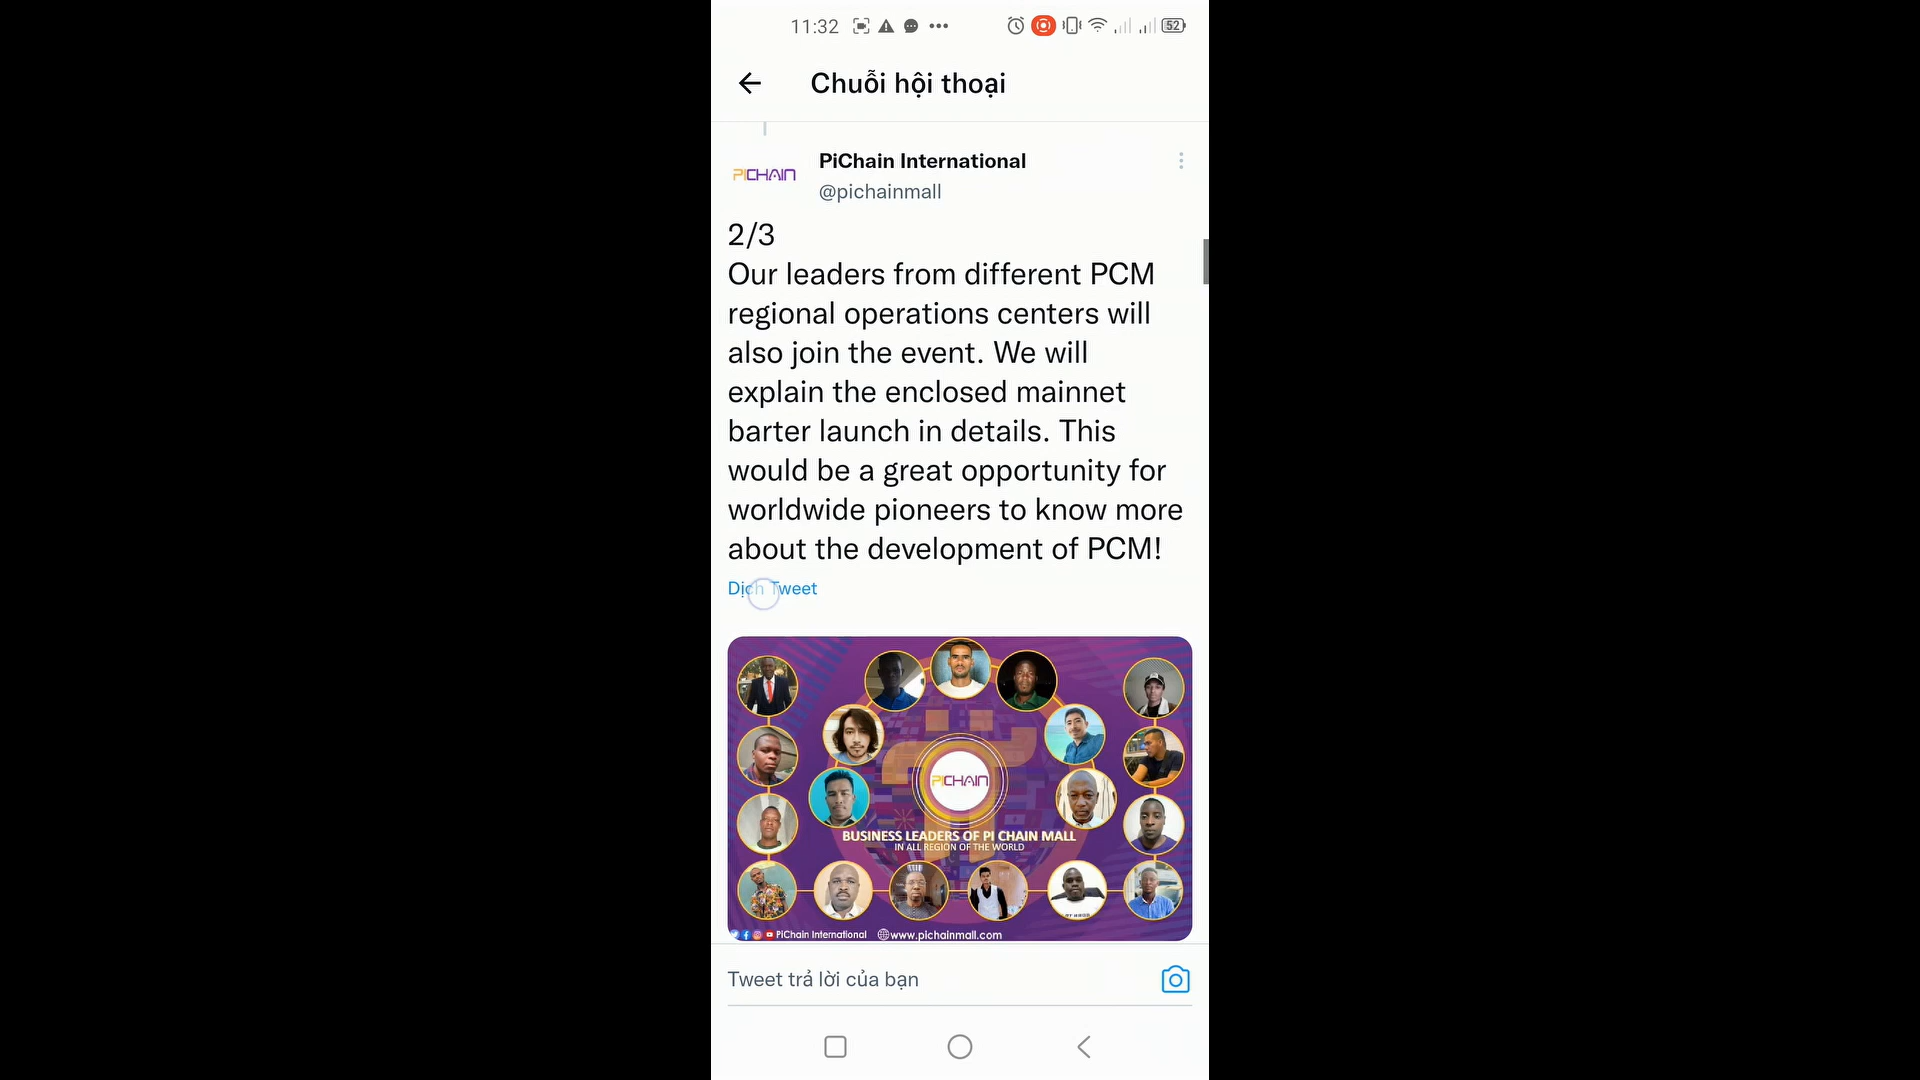 11:32
52
Chuỗi hội thoại
PiChain International
PICHAIN
@pichainmall
2/3
Our leaders from different PCM
regional operations centers will
also join the event. We will
explain the enclosed mainnet
barter launch in details. This
would be a great opportunity for
worldwide pioneers to know more
about the development of PCM!
Dịch Tweet
PICHAIN
BUSINESS LEADERS OF PI CHAIN MALL
IN ALL REGION OF THE WORLD
PiChain International www.pichainmall.com
Tweet trả lời của bạn